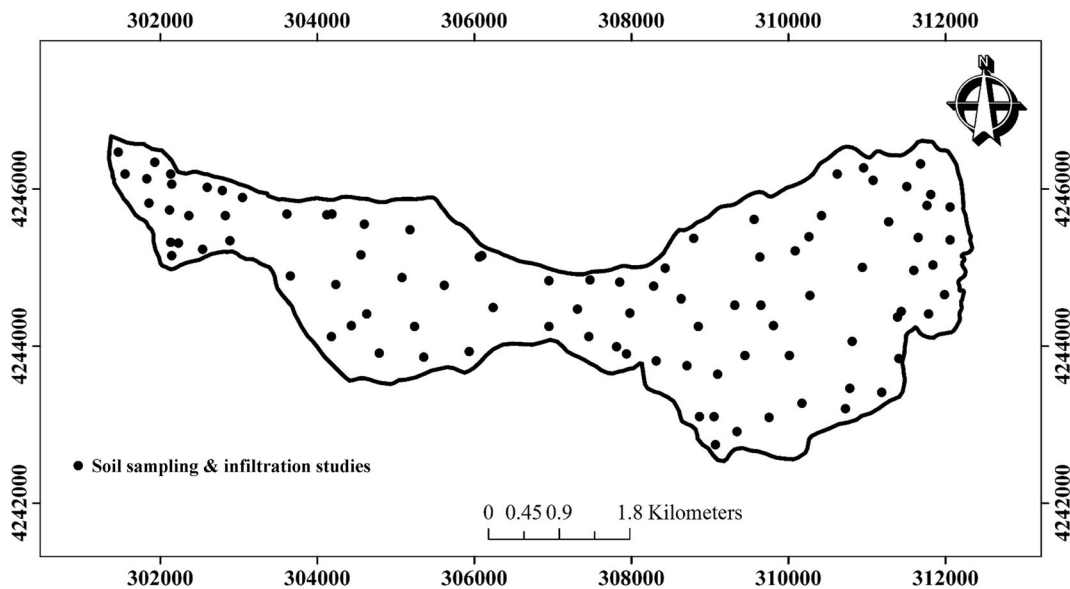 302000 304000 306000 308000 310000 312000
N
4246000 4246000
4244000 4244000
Soil sampling & infiltration studies
4242000 4242000
0 0.45 0.9 1.8 Kilometers
302000 304000 306000 308000 310000 312000